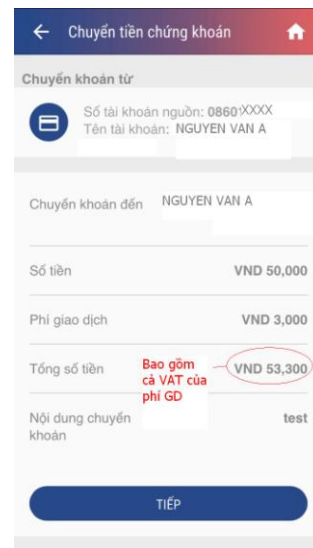 Chuyển tiền chứng khoán
Chuyển khoản từ
Số tài khoản nguồn: 0860'XXXX
Tên tài khoản: NGUYEN VAN A
Chuyển khoản đến NGUYEN VAN A
Số tiền VND 50,000
Phí giao dịch VND 3,000
Tổng số tiền VND 53,300
Bao gồm
cả VAT của
phí GD
Nội dung chuyển test
khoản
TIẾP